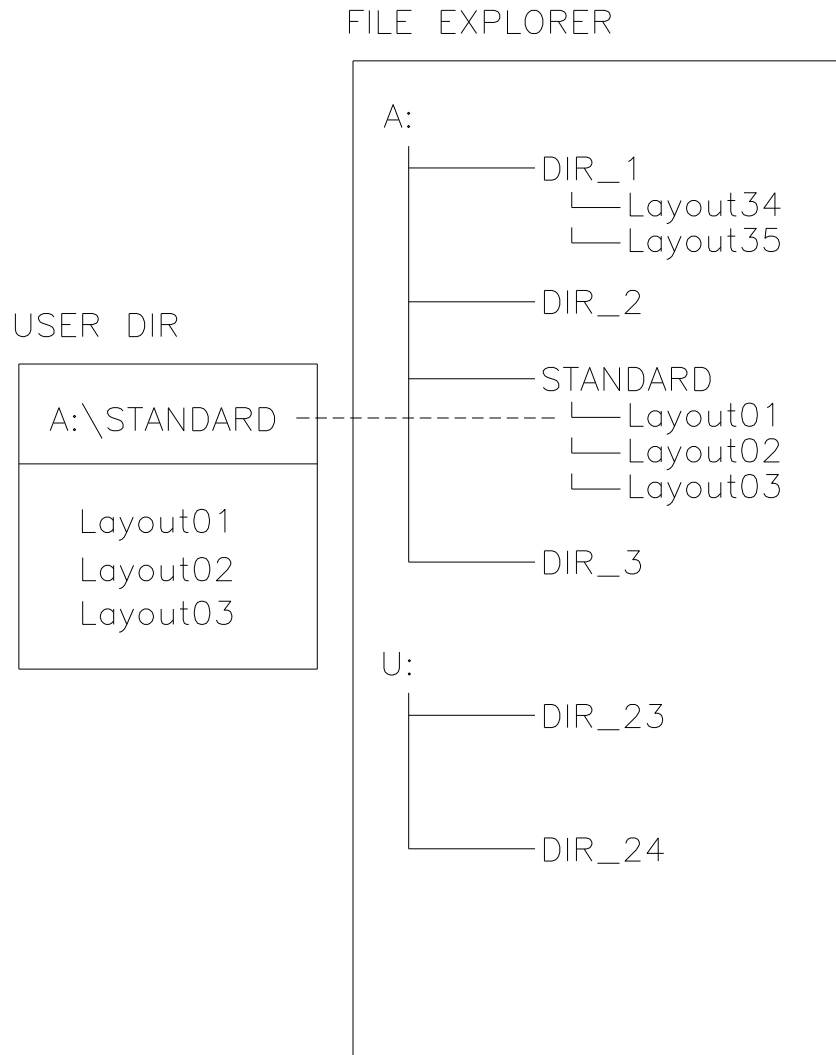 FILE EXPLORER
A:
DIR_1
Layout34
Layout35
DIR_2
USER DIR
STANDARD
A:\STANDARD
Layout01
Layout02
Layout03
Layout01
Layout02
Layout03
DIR_3
U:
DIR_23
DIR_24